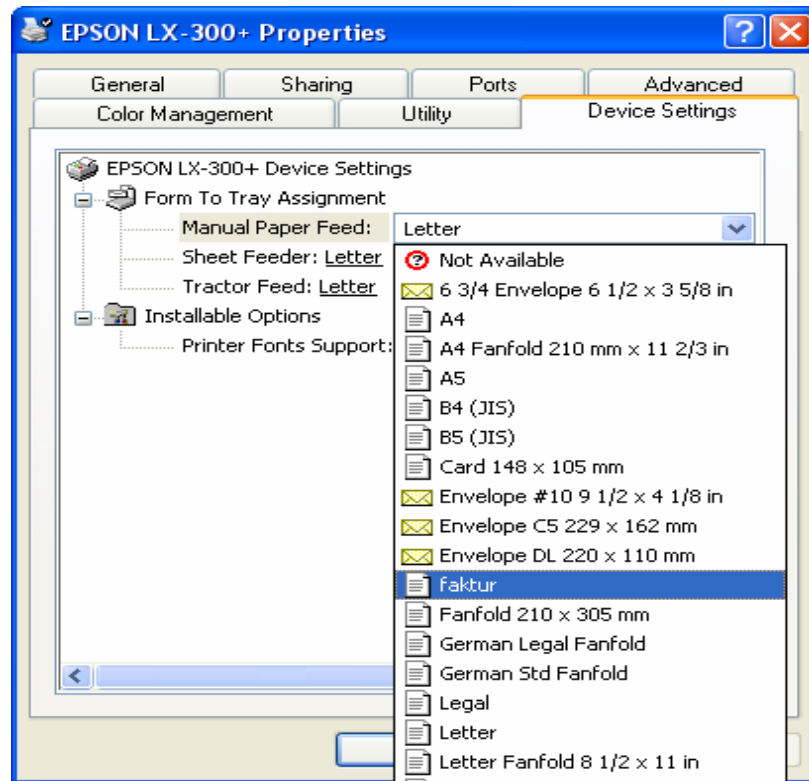 EPSON LX-300+ Properties
General Sharing Ports Advanced
Color Management Utility Device Settings
EPSON LX-300+ Device Settings
Form To Tray Assignment
Manual Paper Feed: Letter
Sheet Feeder: Letter
Tractor Feed: Letter
Installable Options
Printer Fonts Support:
Not Available
6 3/4 Envelope 6 1/2 x 3 5/8 in
A4
A4 Fanfold 210 mm x 11 2/3 in
A5
B4 (JIS)
B5 (JIS)
Card 148 x 105 mm
Envelope #10 9 1/2 x 4 1/8 in
Envelope C5 229 x 162 mm
Envelope DL 220 x 110 mm
faktur
Fanfold 210 x 305 mm
German Legal Fanfold
German Std Fanfold
Legal
Letter
Letter Fanfold 8 1/2 x 11 in